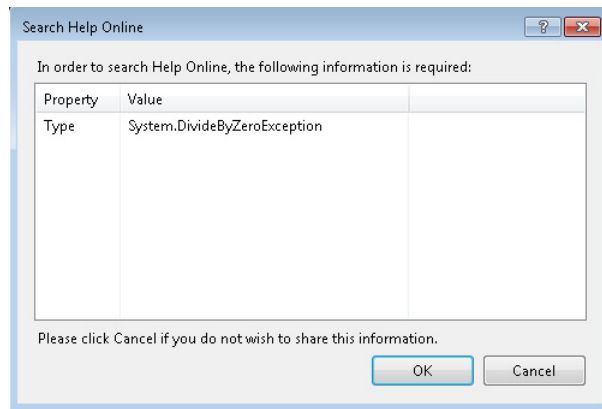 Search Help Online
In order to search Help Online, the following information is required:
Property Value
Type System.DivideByZeroException
Please click Cancel if you do not wish to share this information.
OK Cancel